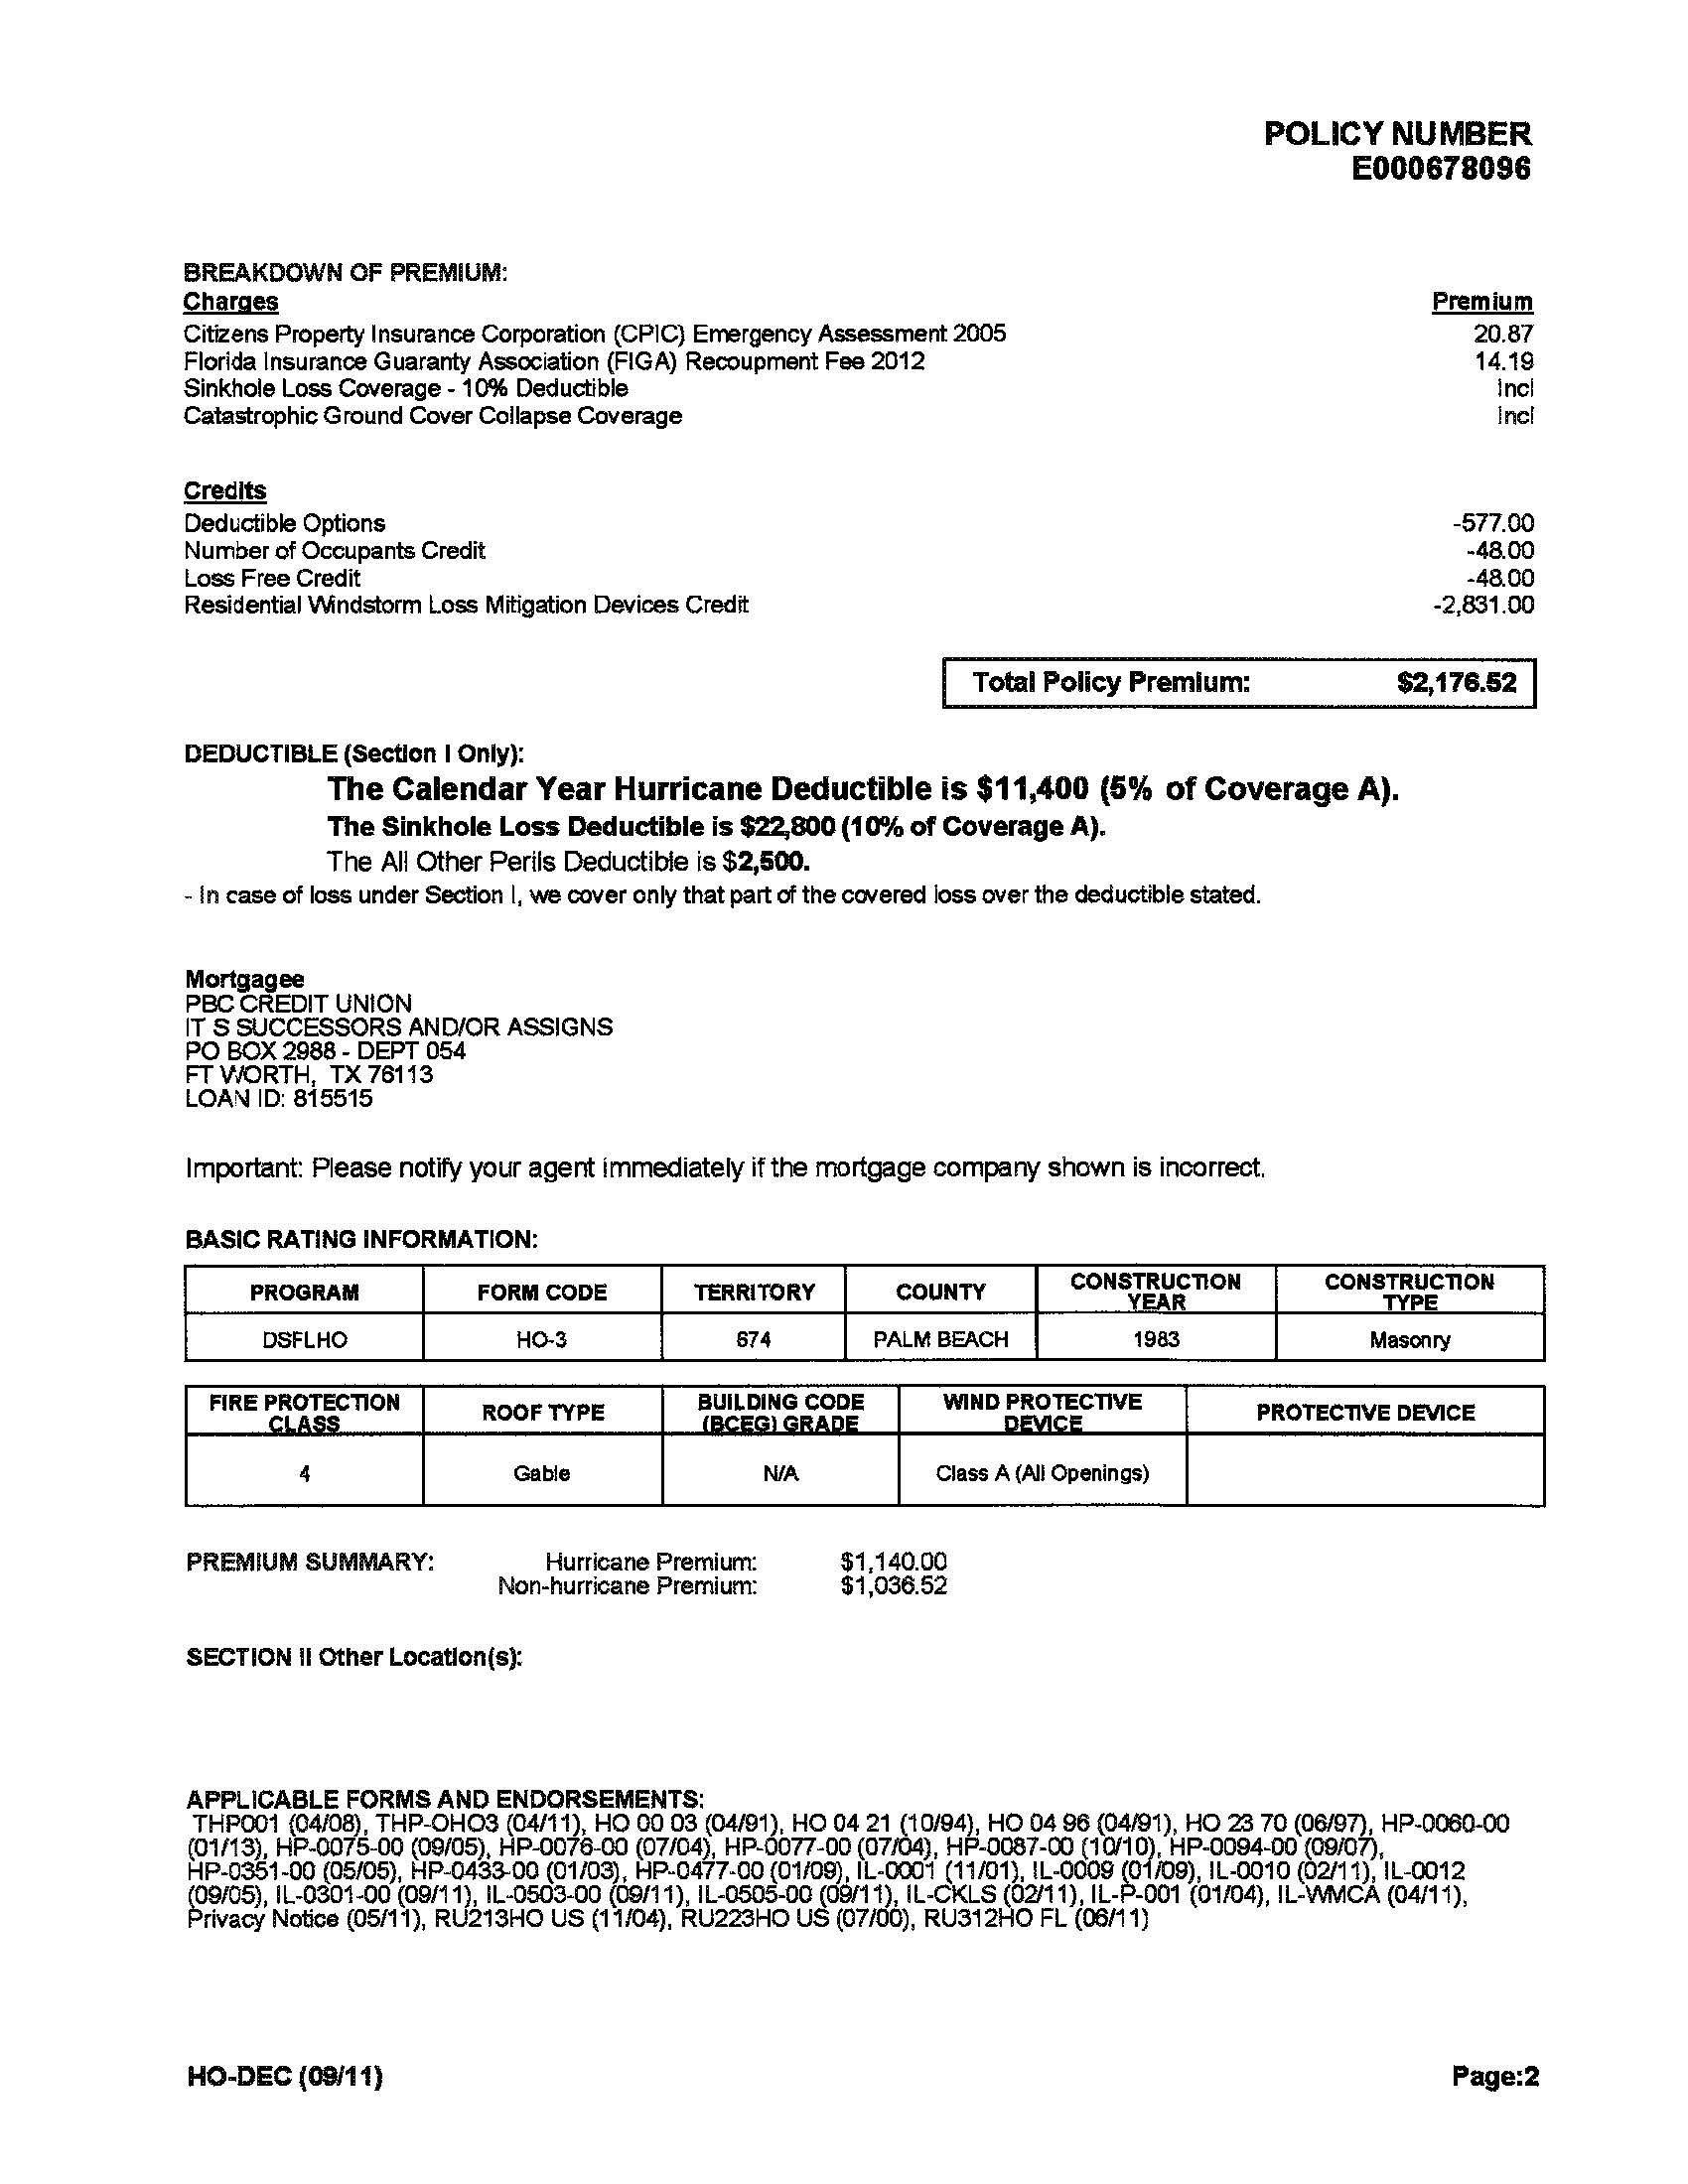 POLICY NUMBER
E000678096
BREAKDOWN OF PREMIUM:
Charges Premium
Citizens Property Insurance Corporation (CPIC) Emergency Assessment 2005 20.87
Florida Insurance Guaranty Association (FIGA) Recoupment Fee 2012 14.19
Sinkhole Loss Coverage - 10% Deductible Incl
Catastrophic Ground Cover Collapse Coverage Incl
Credits
Deductible Options -577.00
Number of Occupants Credit -48.00
Loss Free Credit -48.00
Residential Windstorm Loss Mitigation Devices Credit -2,831.00
Total Policy Premium: $2,176.52
DEDUCTIBLE (Section I Only):
The Calendar Year Hurricane Deductible is $11,400 (5% of Coverage A).
The Sinkhole Loss Deductible is $22,800 (10% of Coverage A).
The All Other Perils Deductible is $2,500.
- In case of loss under Section I, we cover only that part of the covered loss over the deductible stated.
Mortgagee
PBC CREDIT UNION
IT S SUCCESSORS AND/OR ASSIGNS
PO BOX 2988 - DEPT 054
FT WORTH, TX 76113
LOAN ID: 815515
Important: Please notify your agent immediately if the mortgage company shown is incorrect.
BASIC RATING INFORMATION:
PROGRAM FORM CODE TERRITORY COUNTY CONSTRUCTION YEAR CONSTRUCTION TYPE
DSFLHO HO-3 674 PALM BEACH 1983 Masonry
FIRE PROTECTION CLASS ROOF TYPE BUILDING CODE (BCEG) GRADE WIND PROTECTIVE DEVICE PROTECTIVE DEVICE
4 Gable N/A Class A (All Openings)
PREMIUM SUMMARY: Hurricane Premium: $1,140.00
Non-hurricane Premium: $1,036.52
SECTION II Other Location(s):
APPLICABLE FORMS AND ENDORSEMENTS:
THP001 (04/08), THP-OHO3 (04/11), HO 00 03 (04/91), HO 04 21 (10/94), HO 04 96 (04/91), HO 23 70 (06/97), HP-0060-00
(01/13), HP-0075-00 (09/05), HP-0076-00 (07/04), HP-0077-00 (07/04), HP-0087-00 (10/10), HP-0094-00 (09/07),
HP-0351-00 (05/05), HP-0433-00 (01/03), HP-0477-00 (01/09), IL-0001 (11/01), IL-0009 (01/09), IL-0010 (02/11), IL-0012
(09/05), IL-0301-00 (09/11), IL-0503-00 (09/11), IL-0505-00 (09/11), IL-CKLS (02/11), IL-P-001 (01/04), IL-WMCA (04/11),
Privacy Notice (05/11), RU213HO US (11/04), RU223HO US (07/00), RU312HO FL (06/11)
HO-DEC (09/11) Page:2